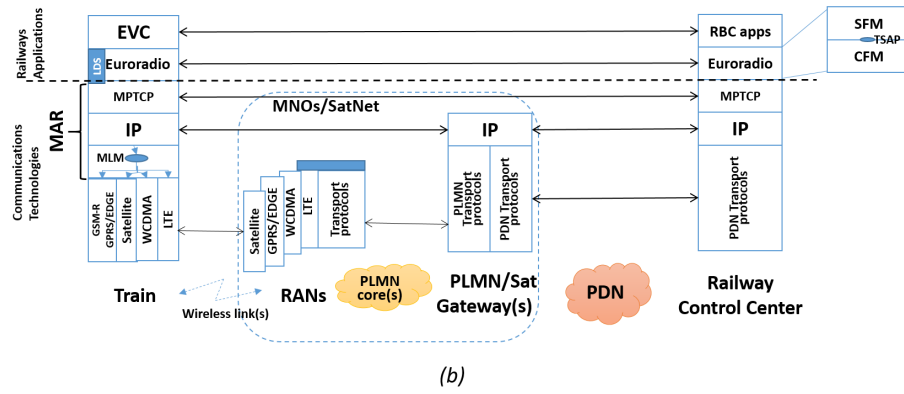 Railways
Applications
Communications
Technologies
MAR
EVC
LDS
Euroradio
MPTCP
IP
MLM
GSM-R
GPRS/EDGE
Satellite
WCDMA
LTE
Train
Wireless link(s)
MNOs/SatNet
Satellite
GPRS/EDGE
WCDMA
LTE
Transport
protocols
RANs
PLMN
core(s)
IP
PLMN Transport
protocols
PDN Transport
protocols
PLMN/Sat
Gateway(s)
PDN
RBC apps
Euroradio
MPTCP
IP
PDN Transport
protocols
Railway
Control Center
SFM
TSAP
CFM
(b)